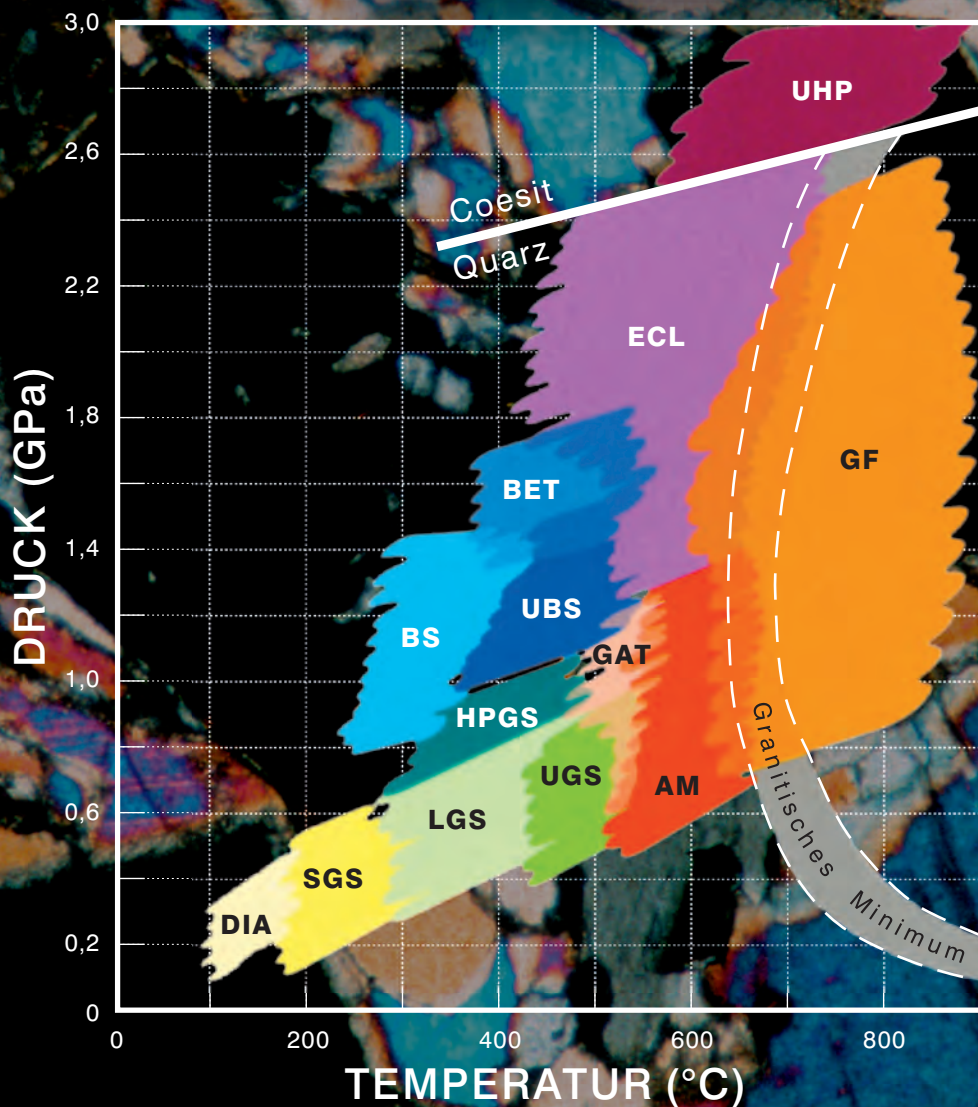 3,0
2,6
2,2
1,8
1,4
1,0
0,6
0,2
0
DRUCK (GPa)
UHP
Coesit
Quarz
ECL
GF
BET
UBS
BS
GAT
HPGS
UGS
AM
LGS
SGS
DIA
Granitisches Minimum
0 200 400 600 800
TEMPERATUR (°C)